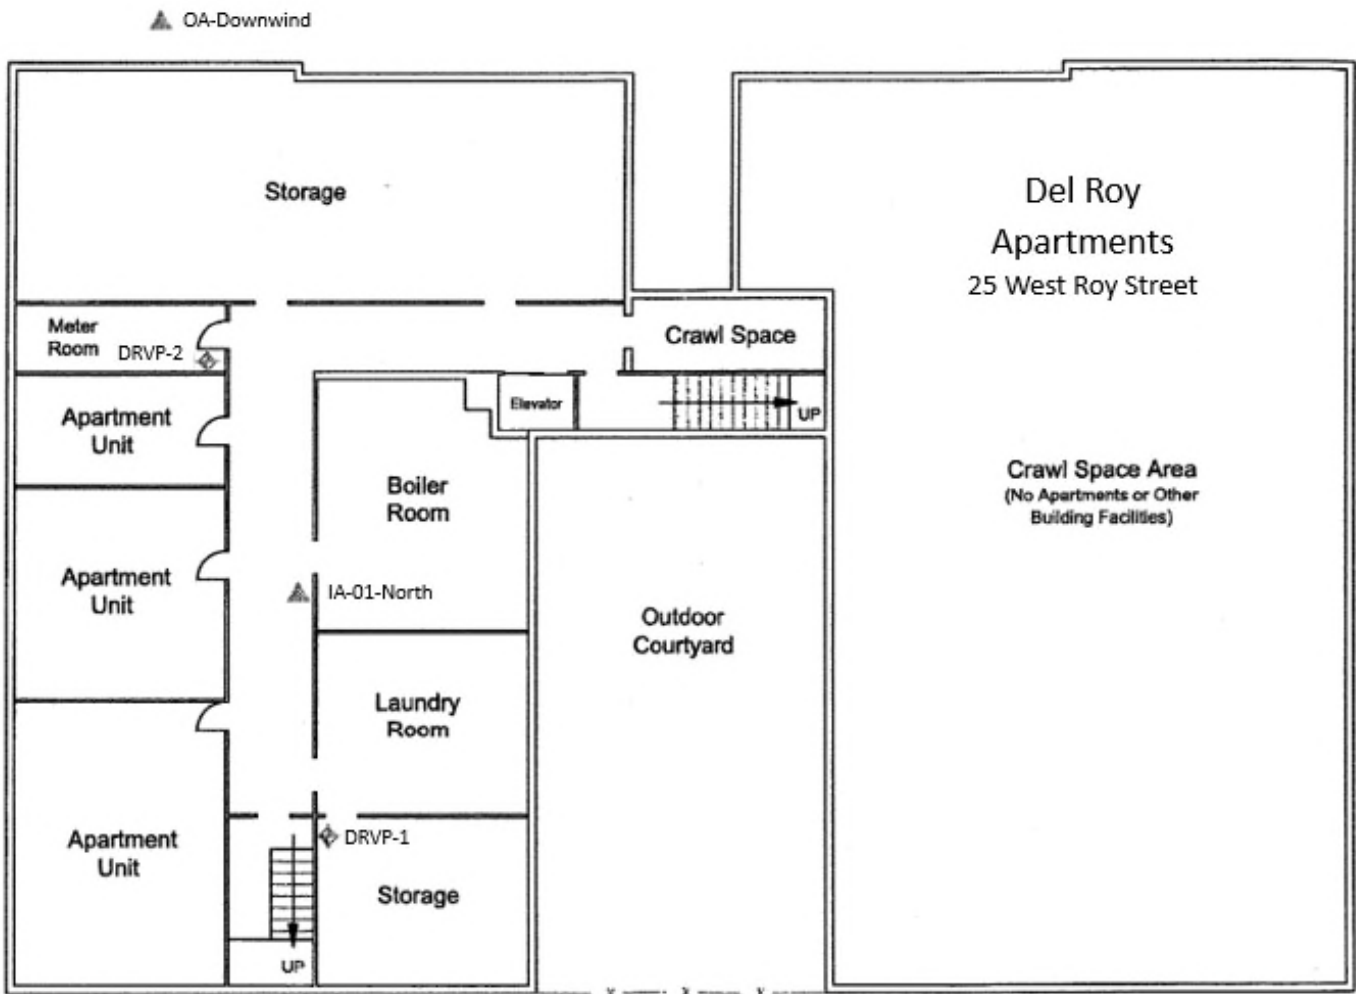 OA-Downwind
Storage
Del Roy
Apartments
25 West Roy Street
Meter
Room
DRVP-2
Crawl Space
Apartment
Unit
Elevator
UP
Boiler
Room
Crawl Space Area
(No Apartments or Other
Building Facilities)
Apartment
Unit
IA-01-North
Outdoor
Courtyard
Laundry
Room
Apartment
Unit
DRVP-1
Storage
UP